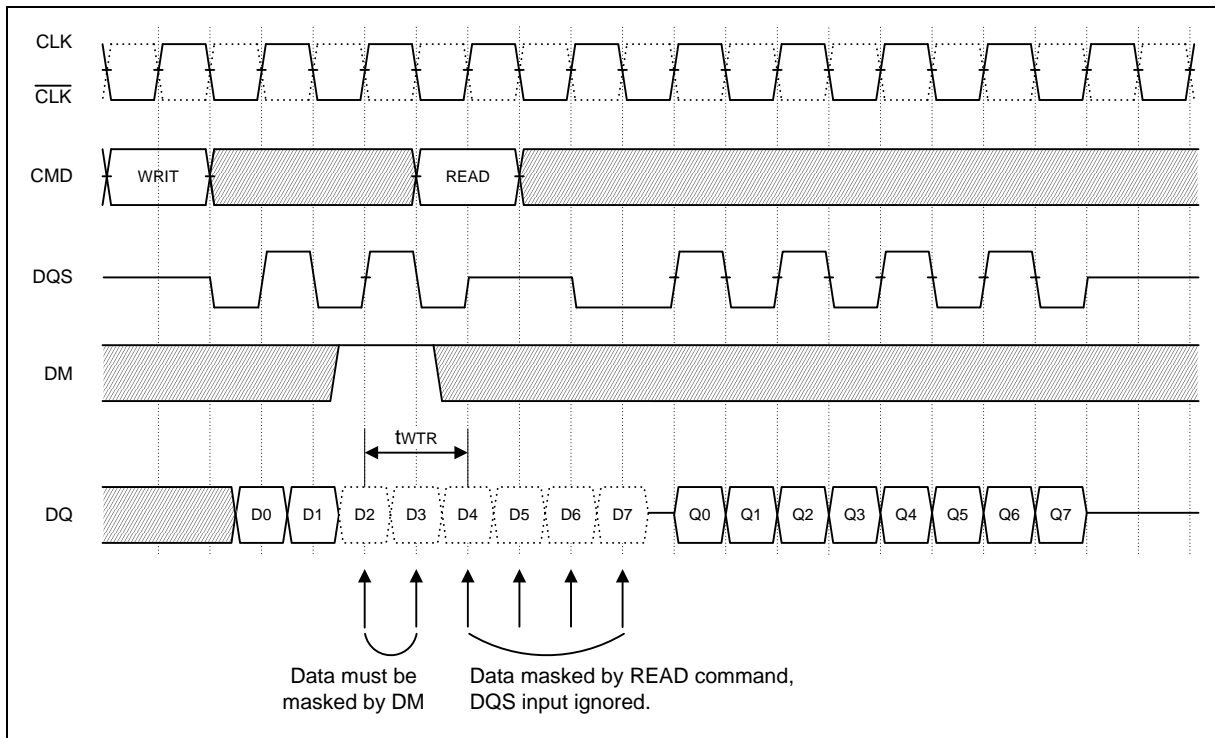 CLK
CLK
CMD WRIT READ
DQS
DM
tWTR
DQ D0 D1 D2 D3 D4 D5 D6 D7 Q0 Q1 Q2 Q3 Q4 Q5 Q6 Q7
Data must be
masked by DM
Data masked by READ command,
DQS input ignored.